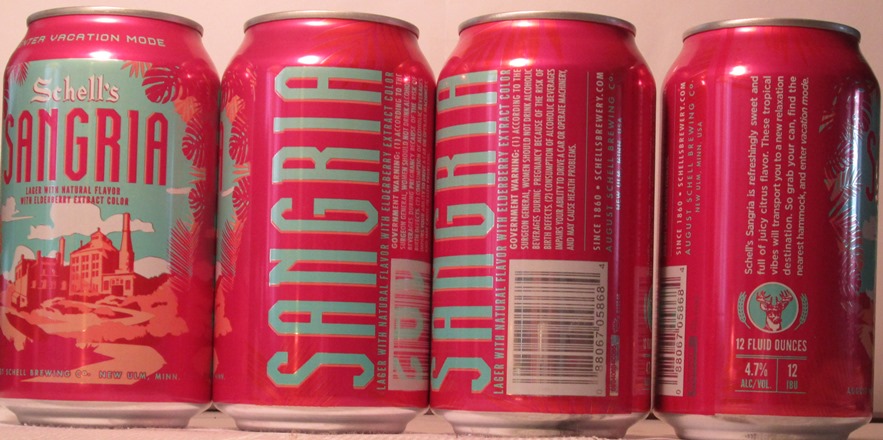 NTER VACATION MODE
Schell's
SANGRIA
LAGER WITH NATURAL FLAVOR
WITH ELDERBERRY EXTRACT COLOR
SCHELL BREWING Co. NEW ULM, MINN.
SANGRIA
LAGER WITH NATURAL FLAVOR WITH ELDERBERRY EXTRACT COLOR
GOVERNMENT WARNING: (1) ACCORDING TO THE
SANGRIA
LAGER WITH NATURAL FLAVOR WITH ELDERBERRY EXTRACT COLOR
GOVERNMENT WARNING: (1) ACCORDING TO THE
SURGEON GENERAL, WOMEN SHOULD NOT DRINK ALCOHOLIC
BEVERAGES DURING PREGNANCY BECAUSE OF THE RISK OF
BIRTH DEFECTS. (2) CONSUMPTION OF ALCOHOLIC BEVERAGES
IMPAIRS YOUR ABILITY TO DRIVE A CAR OR OPERATE MACHINERY,
AND MAY CAUSE HEALTH PROBLEMS.
SINCE 1860 • SCHELLSBREWERY.COM
AUGUST SCHELL BREWING Co.
NEW ULM, MINN. USA
0 88067 05868 4
0 88067 05868 4
SINCE 1860 • SCHELLSBREWERY.COM
AUGUST SCHELL BREWING Co.
NEW ULM, MINN. USA
Schell's Sangria is refreshingly sweet and
full of juicy citrus flavor. These tropical
vibes will transport you to a new relaxation
destination. So grab your can, find the
nearest hammock, and enter vacation mode.
12 FLUID OUNCES
4.7% 12
ALC/VOL. IBU